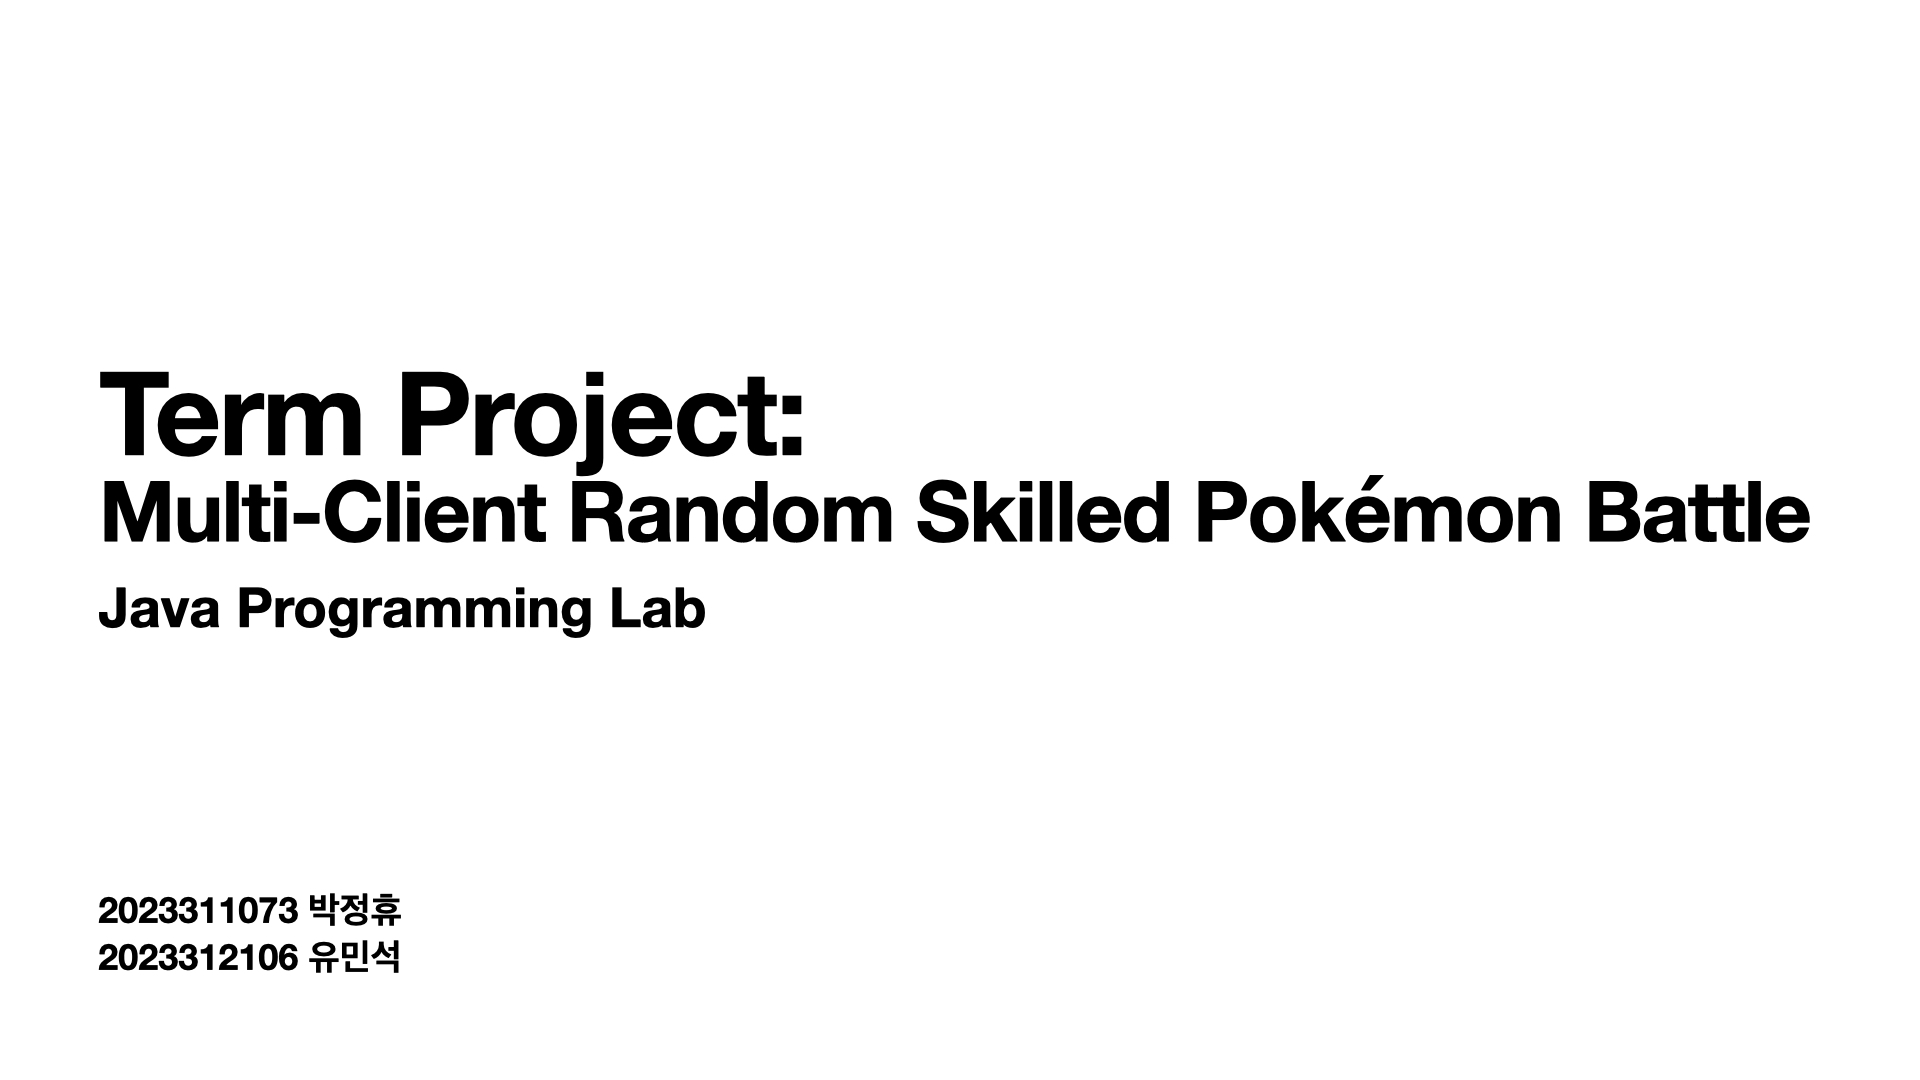 Term Project:
Multi-Client Random Skilled Pokémon Battle
Java Programming Lab
2023311073 박정휴
2023312106 유민석